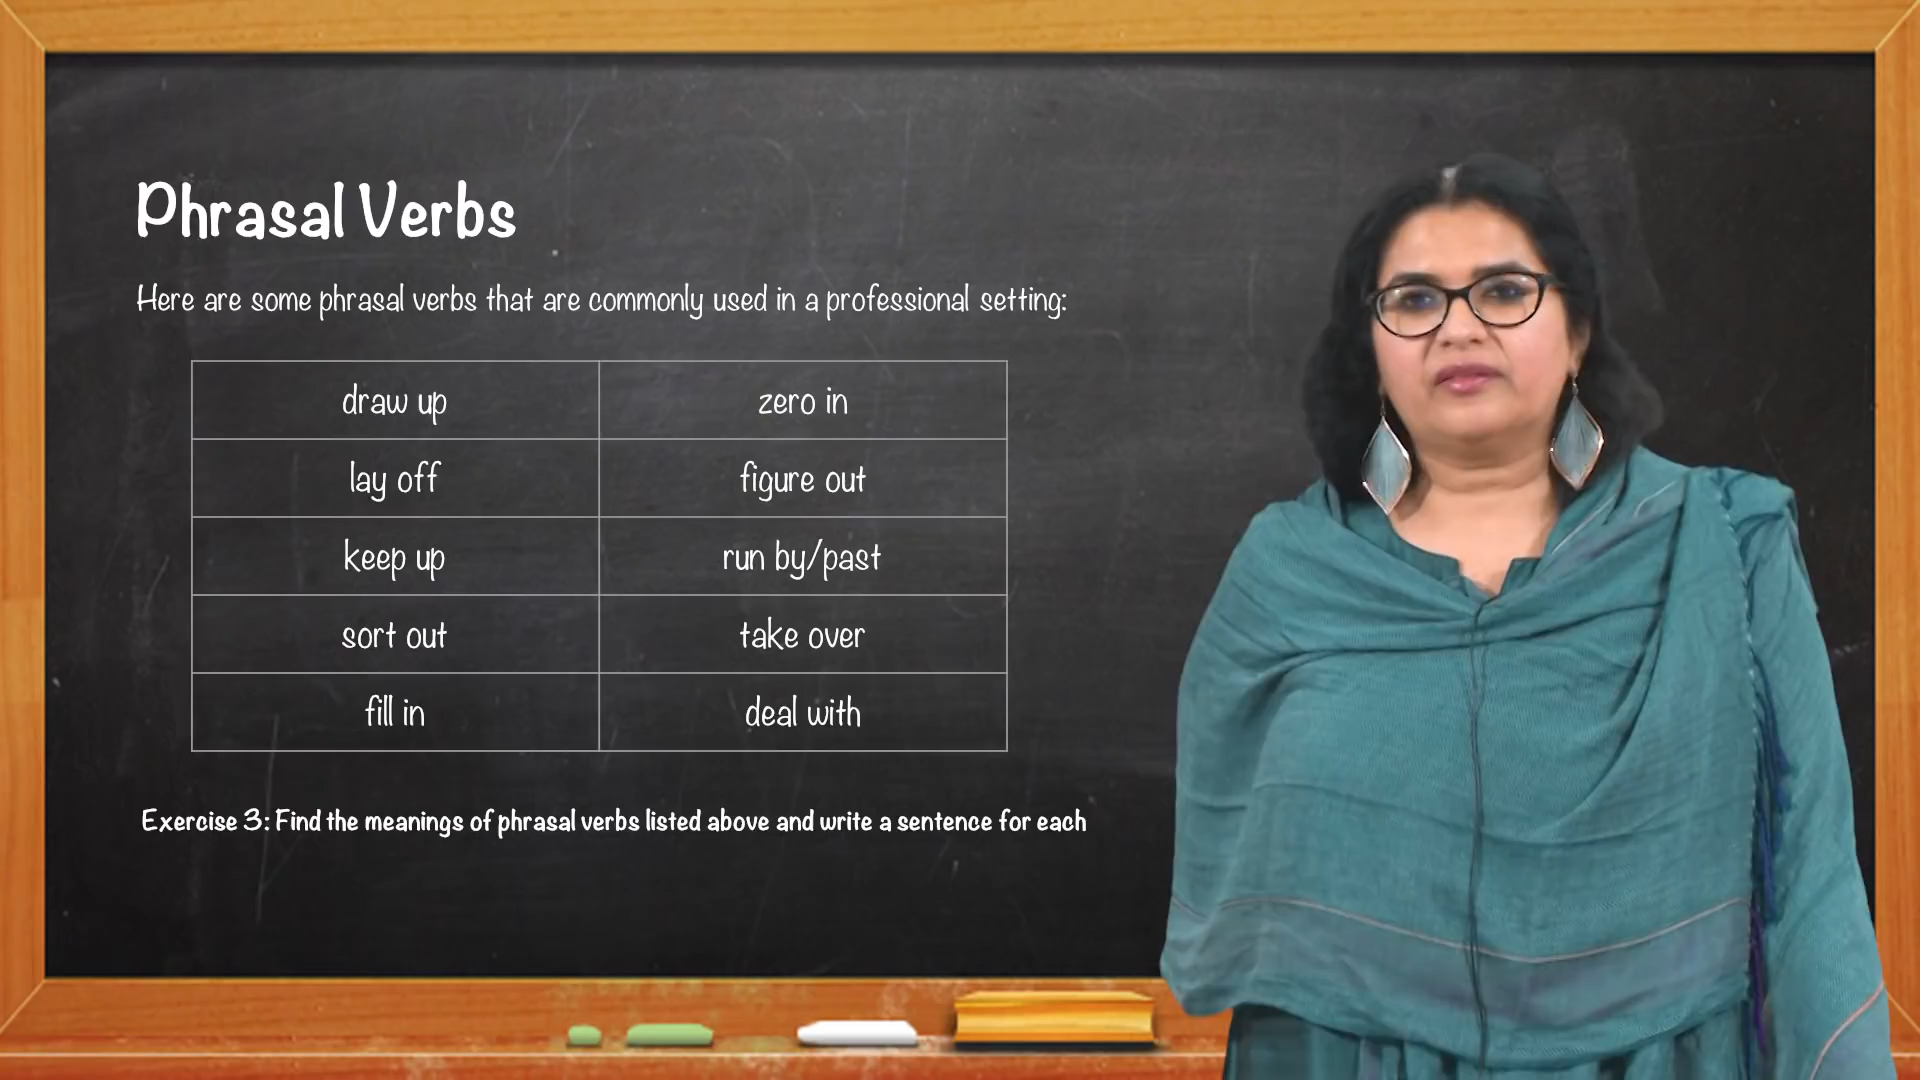 Phrasal Verbs
Here are some phrasal verbs that are commonly used in a professional setting:
draw up zero in
lay off figure out
keep up run by/past
sort out take over
fill in deal with
Exercise 3: Find the meanings of phrasal verbs listed above and write a sentence for each